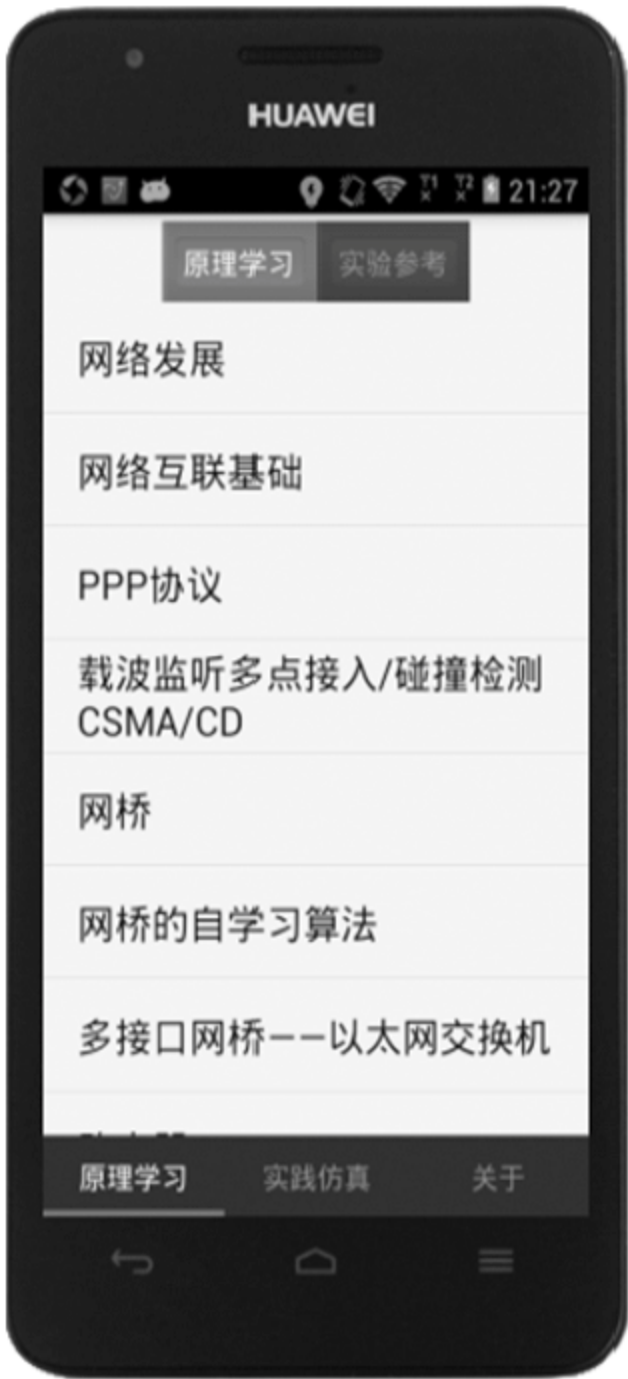 HUAWEI
T1 T2 21:27
原理学习 实验参考
网络发展
网络互联基础
PPP协议
载波监听多点接入/碰撞检测
CSMA/CD
网桥
网桥的自学习算法
多接口网桥——以太网交换机
原理学习 实践仿真 关于